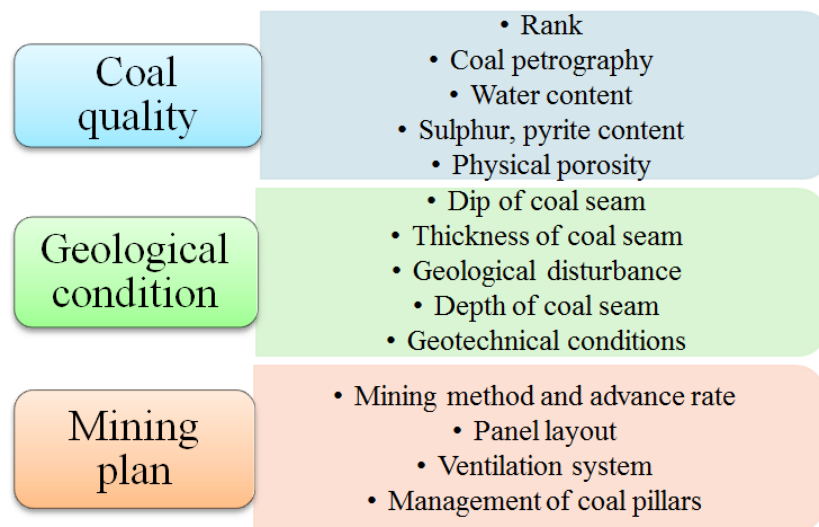 Coal
quality
• Rank
• Coal petrography
• Water content
• Sulphur, pyrite content
• Physical porosity
Geological
condition
• Dip of coal seam
• Thickness of coal seam
• Geological disturbance
• Depth of coal seam
• Geotechnical conditions
Mining
plan
• Mining method and advance rate
• Panel layout
• Ventilation system
• Management of coal pillars